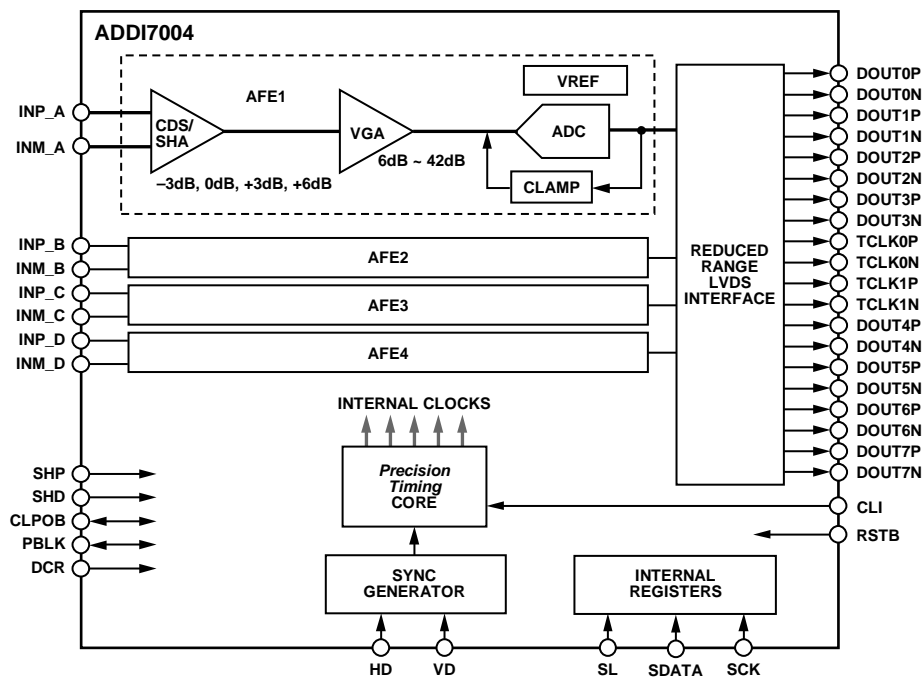 ADDI7004
AFE1
VREF
INP_A
INM_A
CDS/
SHA
VGA
ADC
–3dB, 0dB, +3dB, +6dB
6dB ~ 42dB
CLAMP
INP_B
INM_B
AFE2
INP_C
INM_C
AFE3
INP_D
INM_D
AFE4
REDUCED
RANGE
LVDS
INTERFACE
DOUT0P
DOUT0N
DOUT1P
DOUT1N
DOUT2P
DOUT2N
DOUT3P
DOUT3N
TCLK0P
TCLK0N
TCLK1P
TCLK1N
DOUT4P
DOUT4N
DOUT5P
DOUT5N
DOUT6P
DOUT6N
DOUT7P
DOUT7N
INTERNAL CLOCKS
Precision
Timing
CORE
SHP
SHD
CLPOB
PBLK
DCR
CLI
RSTB
SYNC
GENERATOR
INTERNAL
REGISTERS
HD
VD
SL
SDATA
SCK